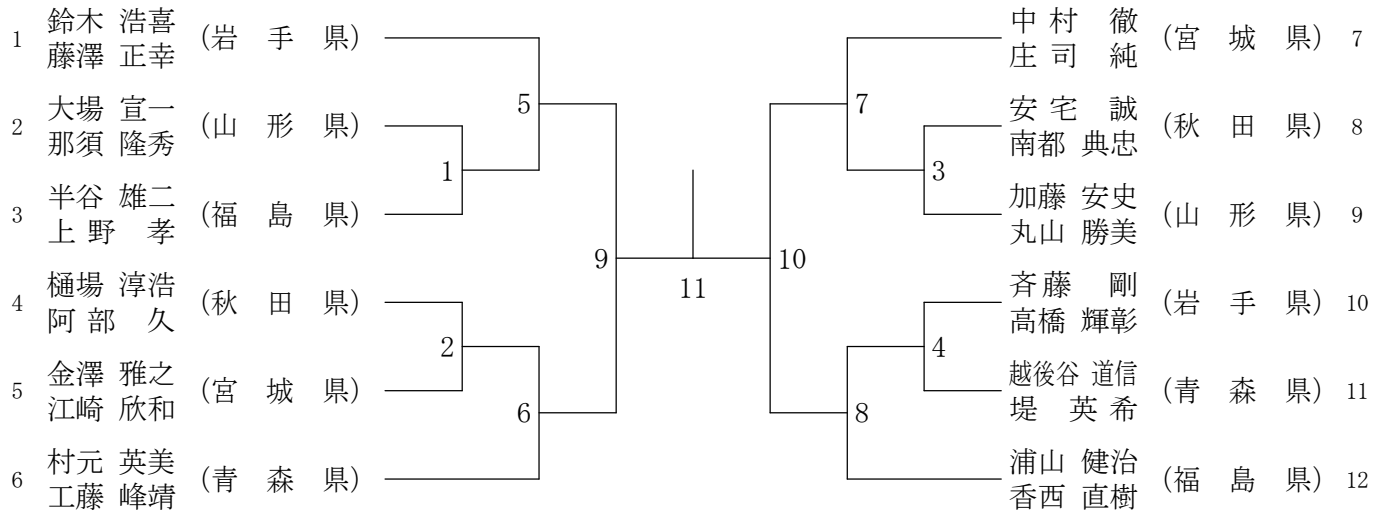 1 鈴木 浩喜 藤澤 正幸 (岩手県)
2 大場 宣一 那須 隆秀 (山形県)
3 半谷 雄二 上野 孝 (福島県)
4 樋場 淳浩 阿部 久 (秋田県)
5 金澤 雅之 江崎 欣和 (宮城県)
6 村元 英美 工藤 峰靖 (青森県)
5
1
9
2
6
11
7
3
10
4
8
中村 徹 庄司 純 (宮城県) 7
安宅 誠 南都 典忠 (秋田県) 8
加藤 安史 丸山 勝美 (山形県) 9
斉藤 剛 高橋 輝彰 (岩手県) 10
越後谷 道信 堤 英希 (青森県) 11
浦山 健治 香西 直樹 (福島県) 12